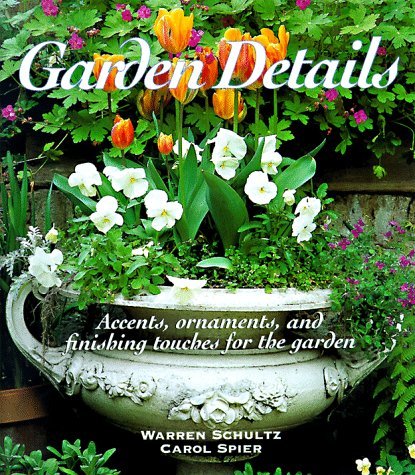 Garden Details
Accents, ornaments, and
finishing touches for the garden
WARREN SCHULTZ
CAROL SPIER